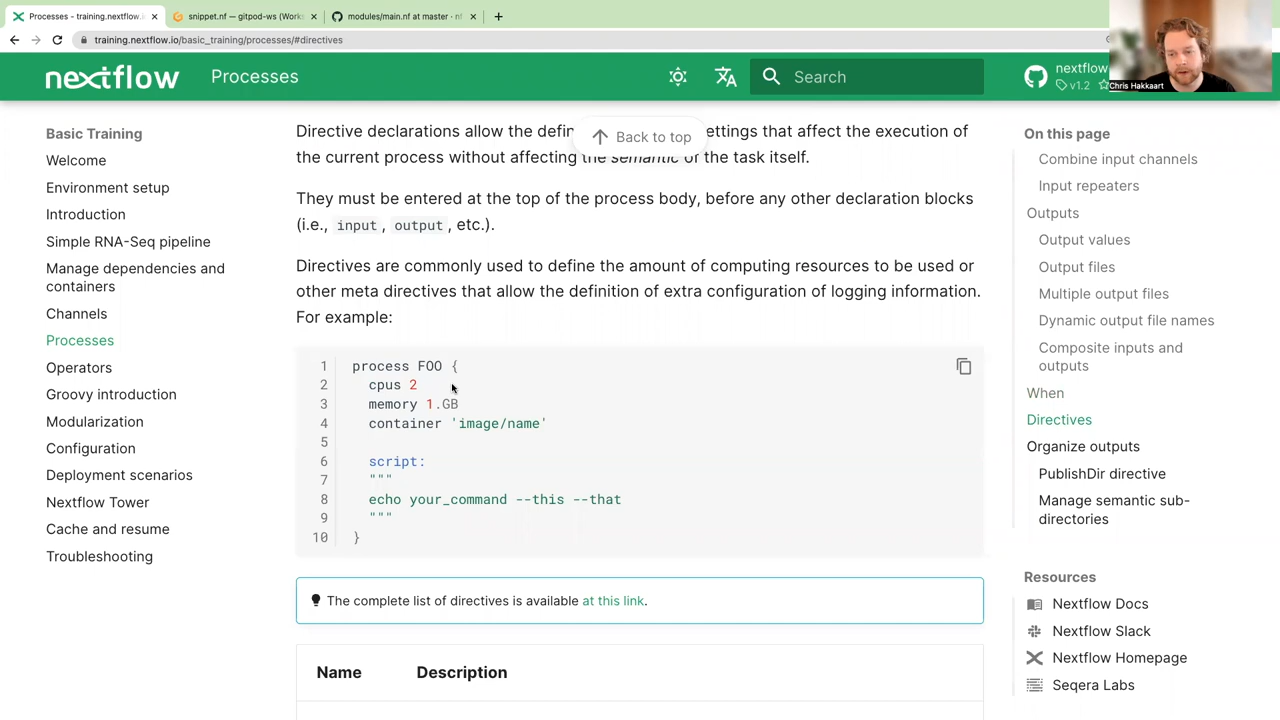 Processes - training.nextflow.i
snippet.nf — gitpod-ws (Works
modules/main.nf at master · nf
training.nextflow.io/basic_training/processes/#directives
nextflow
Processes
Search
nextflow
v1.2
Chris Hakkaart
Back to top
Basic Training
Welcome
Environment setup
Introduction
Simple RNA-Seq pipeline
Manage dependencies and
containers
Channels
Processes
Operators
Groovy introduction
Modularization
Configuration
Deployment scenarios
Nextflow Tower
Cache and resume
Troubleshooting
Directive declarations allow the defin ettings that affect the execution of
the current process without affecting the semantic of the task itself.
They must be entered at the top of the process body, before any other declaration blocks
(i.e., input, output, etc.).
Directives are commonly used to define the amount of computing resources to be used or
other meta directives that allow the definition of extra configuration of logging information.
For example:
1 process FOO {
2 cpus 2
3 memory 1.GB
4 container 'image/name'
5
6 script:
7 """
8 echo your_command --this --that
9 """
10 }
The complete list of directives is available at this link.
Name Description
On this page
Combine input channels
Input repeaters
Outputs
Output values
Output files
Multiple output files
Dynamic output file names
Composite inputs and
outputs
When
Directives
Organize outputs
PublishDir directive
Manage semantic sub-
directories
Resources
Nextflow Docs
Nextflow Slack
Nextflow Homepage
Seqera Labs